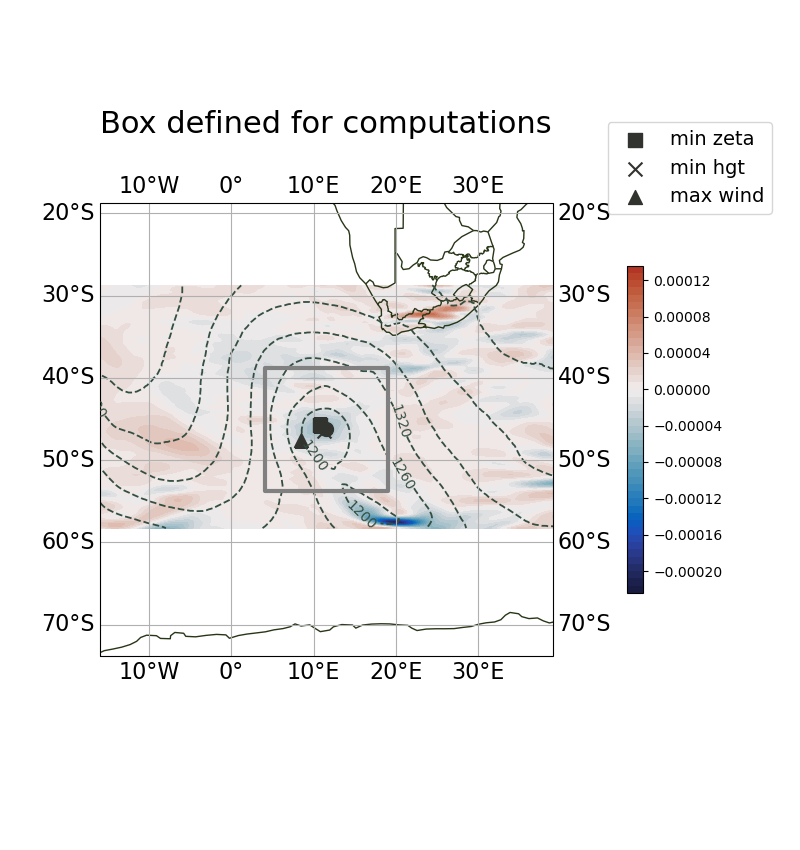 Box defined for computations
min zeta
min hgt
max wind
10°W 0° 10°E 20°E 30°E
20°S 20°S
30°S 30°S
40°S 40°S
50°S 50°S
60°S 60°S
70°S 70°S
1320
1260
1200
1200
0.00012
0.00008
0.00004
0.00000
−0.00004
−0.00008
−0.00012
−0.00016
−0.00020
10°W 0° 10°E 20°E 30°E